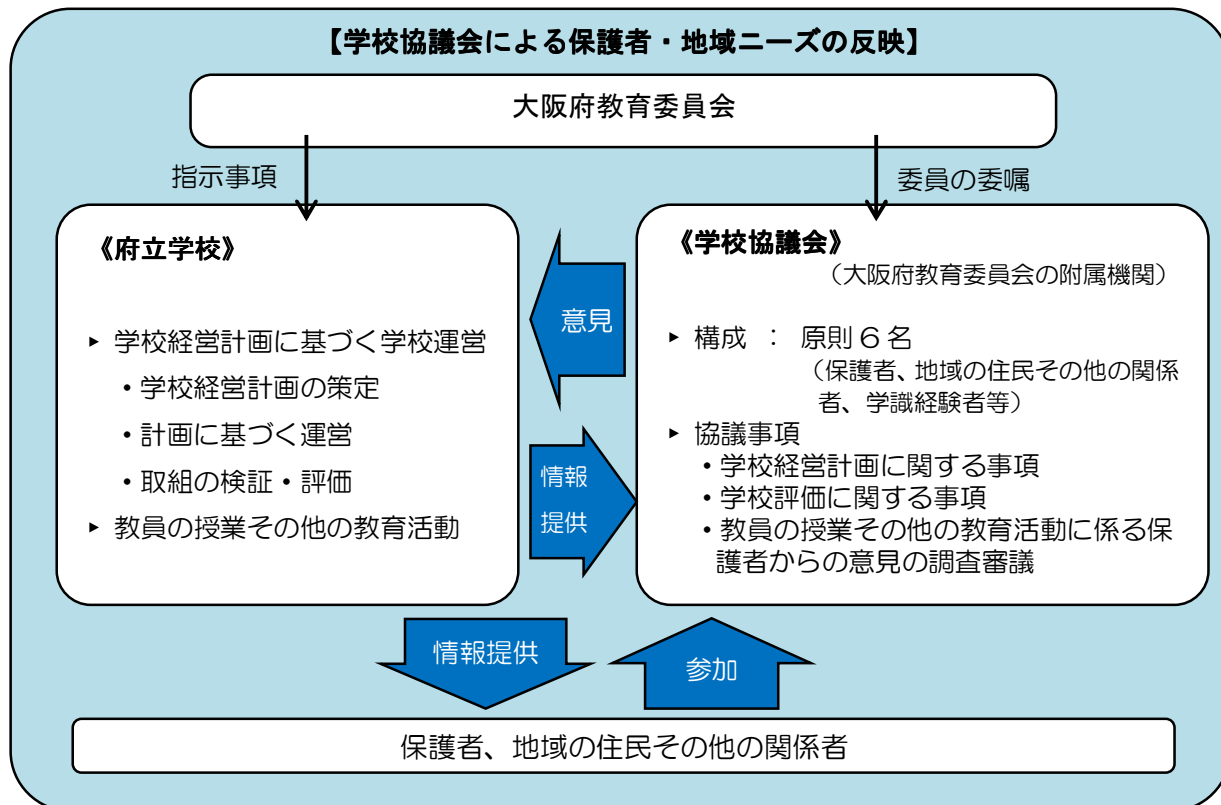 【学校協議会による保護者・地域ニーズの反映】
大阪府教育委員会
指示事項
委員の委嘱
《府立学校》
▸ 学校経営計画に基づく学校運営
・学校経営計画の策定
・計画に基づく運営
・取組の検証・評価
▸ 教員の授業その他の教育活動
意見
情報
提供
《学校協議会》
（大阪府教育委員会の附属機関）
▸ 構成 ： 原則６名
（保護者、地域の住民その他の関係
者、学識経験者等）
▸ 協議事項
・学校経営計画に関する事項
・学校評価に関する事項
・教員の授業その他の教育活動に係る保
護者からの意見の調査審議
情報提供
参加
保護者、地域の住民その他の関係者